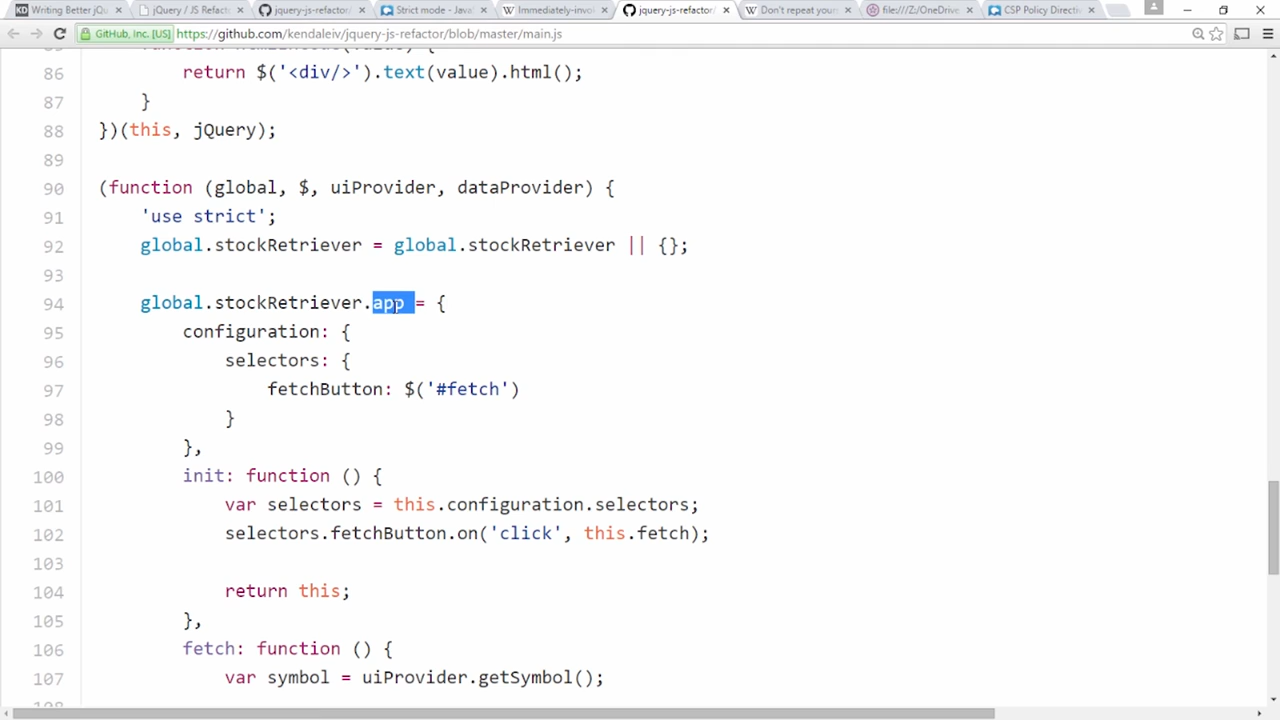 Writing Better jQu
jQuery / JS Refact
jquery-js-refactor/
Strict mode - JavaS
Immediately-invol
jquery-js-refactor/
Don't repeat yours
file:///Z:/OneDrive
CSP Policy Directiv
GitHub, Inc. [US]
https://github.com/kendaleiv/jquery-js-refactor/blob/master/main.js
86 return $('<div/>').text(value).html();
87 }
88 })(this, jQuery);
89
90 (function (global, $, uiProvider, dataProvider) {
91 'use strict';
92 global.stockRetriever = global.stockRetriever || {};
93
94 global.stockRetriever.app = {
95 configuration: {
96 selectors: {
97 fetchButton: $('#fetch')
98 }
99 },
100 init: function () {
101 var selectors = this.configuration.selectors;
102 selectors.fetchButton.on('click', this.fetch);
103
104 return this;
105 },
106 fetch: function () {
107 var symbol = uiProvider.getSymbol();